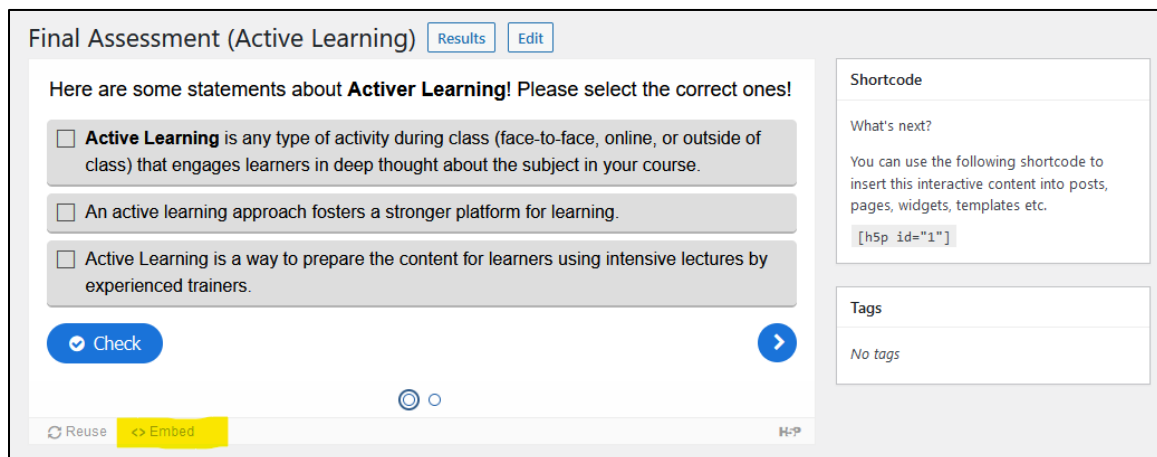 Final Assessment (Active Learning) Results Edit
Here are some statements about Activer Learning! Please select the correct ones!
Active Learning is any type of activity during class (face-to-face, online, or outside of
class) that engages learners in deep thought about the subject in your course.
An active learning approach fosters a stronger platform for learning.
Active Learning is a way to prepare the content for learners using intensive lectures by
experienced trainers.
Check
Reuse <> Embed H-P
Shortcode
What's next?
You can use the following shortcode to
insert this interactive content into posts,
pages, widgets, templates etc.
[h5p id="1"]
Tags
No tags